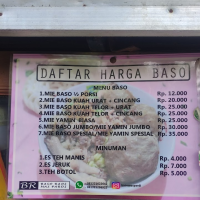 DAFTAR HARGA BASO
MENU BASO
1.MIE BASO ½ PORSI Rp. 12.000
2.MIE BASO KUAH URAT + CINCANG Rp. 20.000
3.MIE BASO KUAH TELOR + URAT Rp. 25.000
4.MIE BASO KUAH TELOR + CINCANG Rp. 25.000
5.MIE YAMIN BIASA Rp. 25.000
6.MIE BASO JUMBO/MIE YAMIN JUMBO Rp. 30.000
7.MIE BASO SPESIAL/MIE YAMIN SPESIAL Rp. 35.000
MINUMAN
1.ES TEH MANIS Rp. 4.000
2.ES JERUK Rp. 7.000
3.TEH BOTOL Rp. 5.000
BR